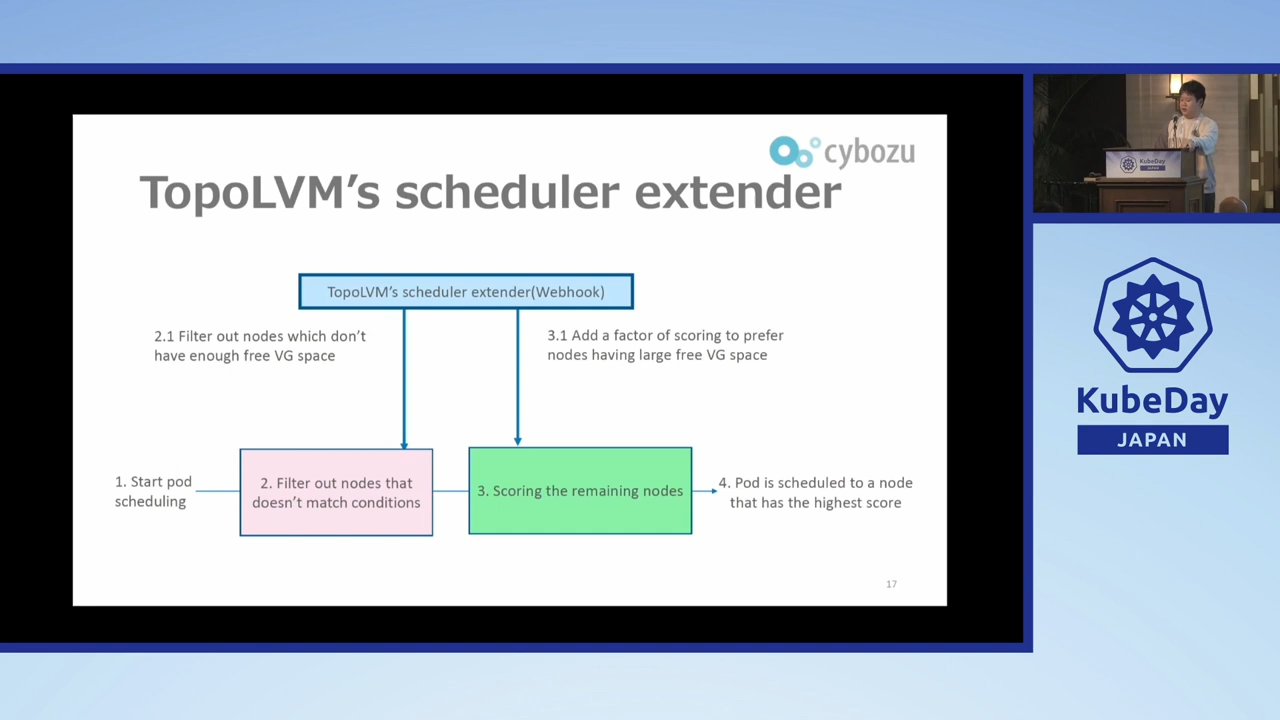 cybozu
TopoLVM's scheduler extender
TopoLVM's scheduler extender(Webhook)
2.1 Filter out nodes which don't
have enough free VG space
3.1 Add a factor of scoring to prefer
nodes having large free VG space
1. Start pod
scheduling
2. Filter out nodes that
doesn't match conditions
3. Scoring the remaining nodes
4. Pod is scheduled to a node
that has the highest score
17
KubeDay
JAPAN
KubeDay
JAPAN